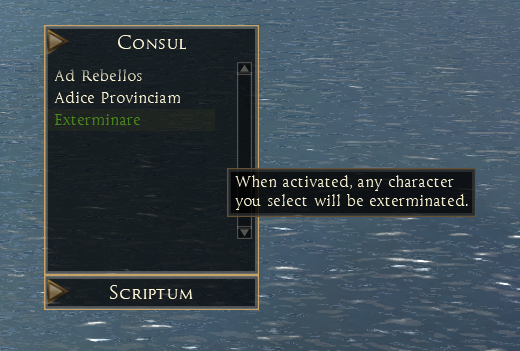 Consul
Ad Rebellos
Adice Provinciam
Exterminare
When activated, any character
you select will be exterminated.
Scriptum